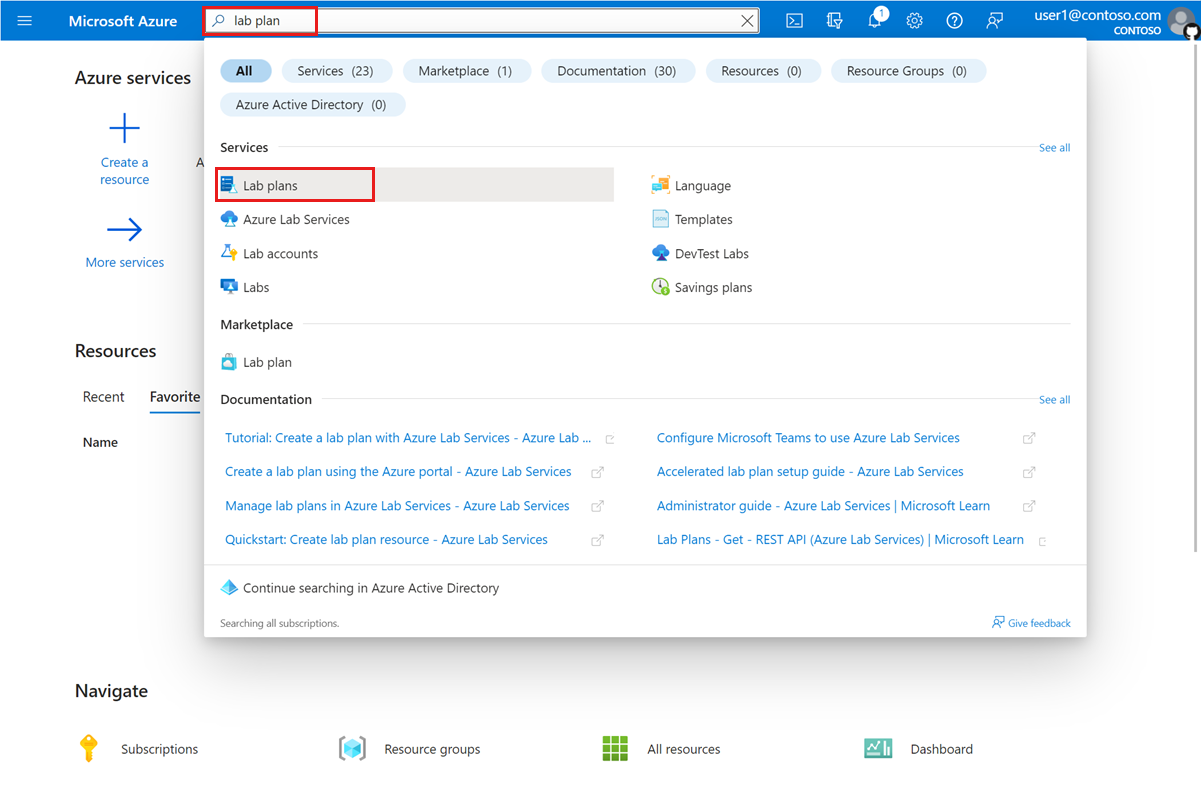 Microsoft Azure
lab plan
1
user1@contoso.com
CONTOSO
All
Services (23)
Marketplace (1)
Documentation (30)
Resources (0)
Resource Groups (0)
Azure Active Directory (0)
Azure services
Create a
resource
A
More services
Services
See all
Lab plans
Language
Azure Lab Services
Templates
Lab accounts
DevTest Labs
Labs
Savings plans
Marketplace
Lab plan
Documentation
See all
Tutorial: Create a lab plan with Azure Lab Services - Azure Lab ...
Configure Microsoft Teams to use Azure Lab Services
Create a lab plan using the Azure portal - Azure Lab Services
Accelerated lab plan setup guide - Azure Lab Services
Manage lab plans in Azure Lab Services - Azure Lab Services
Administrator guide - Azure Lab Services | Microsoft Learn
Quickstart: Create lab plan resource - Azure Lab Services
Lab Plans - Get - REST API (Azure Lab Services) | Microsoft Learn
Continue searching in Azure Active Directory
Searching all subscriptions.
Give feedback
Resources
Recent
Favorite
Name
Navigate
Subscriptions
Resource groups
All resources
Dashboard